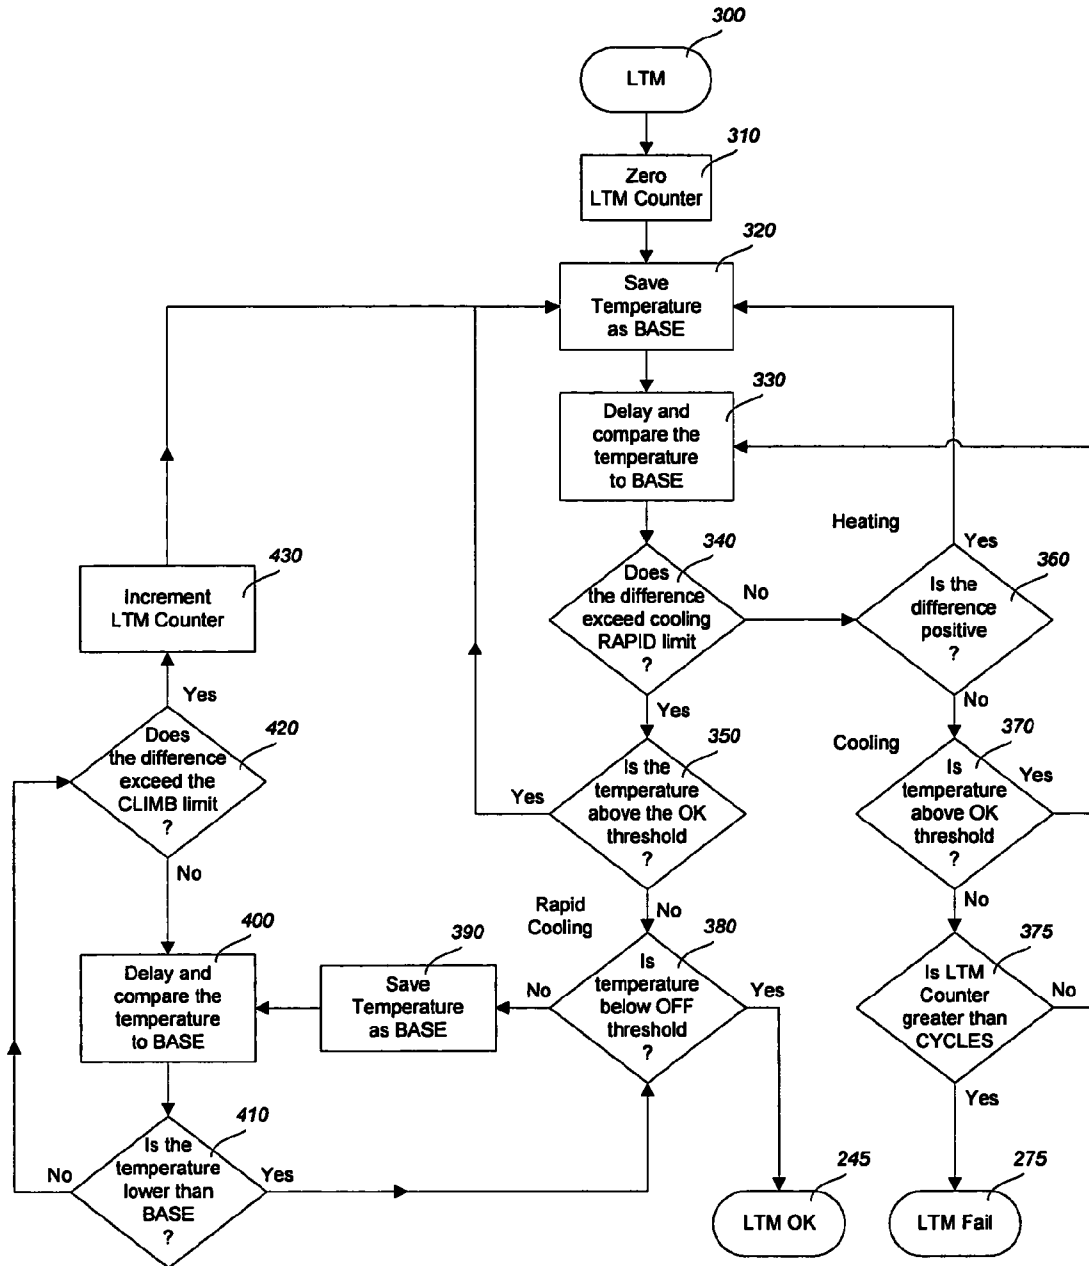 300
LTM
310
Zero
LTM Counter
320
Save
Temperature
as BASE
330
Delay and
compare the
temperature
to BASE
Heating
340
Does
the difference
exceed cooling
RAPID limit
?
No
Yes
Yes
360
Is the
difference
positive
?
No
430
Increment
LTM Counter
Yes
420
Does
the difference
exceed the
CLIMB limit
?
No
350
Is the
temperature
above the OK
threshold
?
Yes
No
Cooling
370
Is
temperature
above OK
threshold
?
Yes
No
Rapid
Cooling
380
Is
temperature
below OFF
threshold
?
No
Yes
375
Is LTM
Counter
greater than
CYCLES
No
Yes
390
Save
Temperature
as BASE
400
Delay and
compare the
temperature
to BASE
410
Is the
temperature
lower than
BASE
?
No
Yes
245
LTM OK
275
LTM Fail